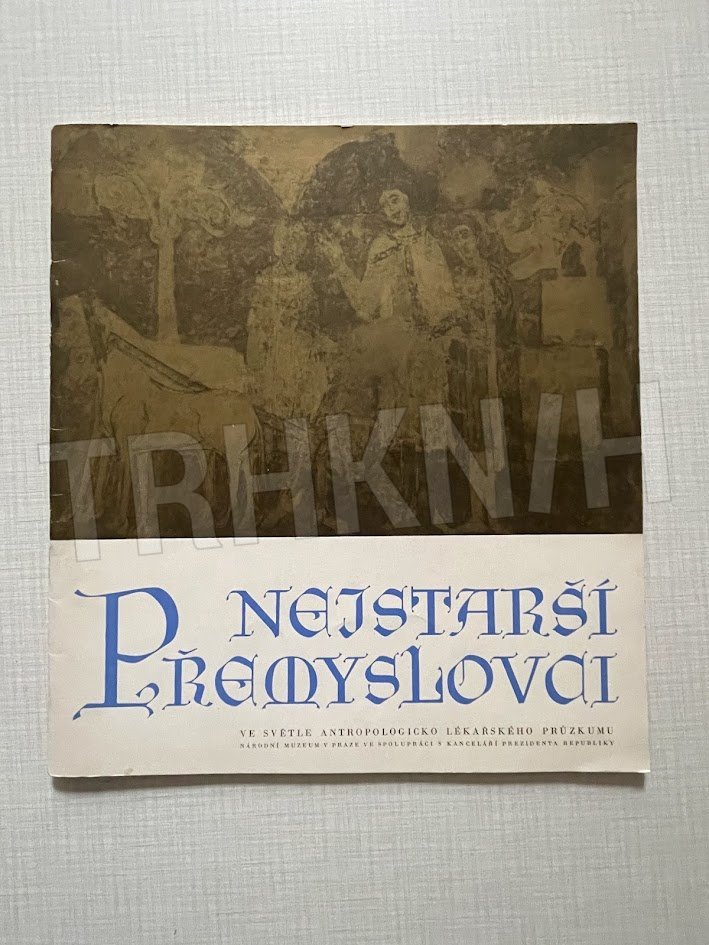 TRHKNIH
NEJSTARŠÍ
PŘEMYSLOVCI
VE SVĚTLE ANTROPOLOGICKO LÉKAŘSKÉHO PRŮZKUMU
NÁRODNÍ MUZEUM V PRAZE VE SPOLUPRÁCI S KANCELÁŘÍ PREZIDENTA REPUBLIKY